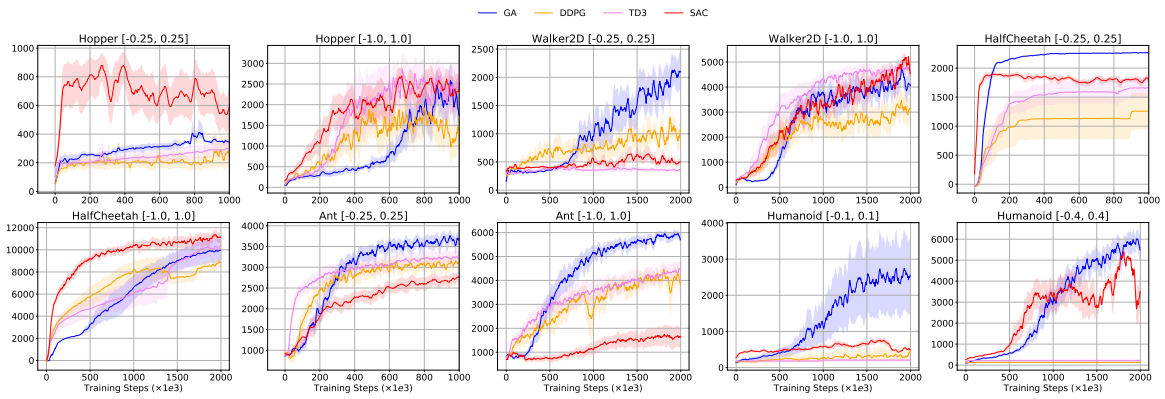 GA DDPG TD3 SAC
Hopper [-0.25, 0.25]
1000
800
600
400
200
0
0 200 400 600 800 1000
Hopper [-1.0, 1.0]
3000
2500
2000
1500
1000
500
0
0 200 400 600 800 1000
Walker2D [-0.25, 0.25]
2500
2000
1500
1000
500
0
0 500 1000 1500 2000
Walker2D [-1.0, 1.0]
5000
4000
3000
2000
1000
0
0 500 1000 1500 2000
HalfCheetah [-0.25, 0.25]
2000
1500
1000
500
0
0 200 400 600 800 1000
HalfCheetah [-1.0, 1.0]
12000
10000
8000
6000
4000
2000
0
0 500 1000 1500 2000
Training Steps (×1e3)
Ant [-0.25, 0.25]
4000
3500
3000
2500
2000
1500
1000
0 200 400 600 800 1000
Training Steps (×1e3)
Ant [-1.0, 1.0]
6000
5000
4000
3000
2000
1000
0 500 1000 1500 2000
Training Steps (×1e3)
Humanoid [-0.1, 0.1]
4000
3000
2000
1000
0
0 500 1000 1500 2000
Training Steps (×1e3)
Humanoid [-0.4, 0.4]
6000
5000
4000
3000
2000
1000
0
0 500 1000 1500 2000
Training Steps (×1e3)